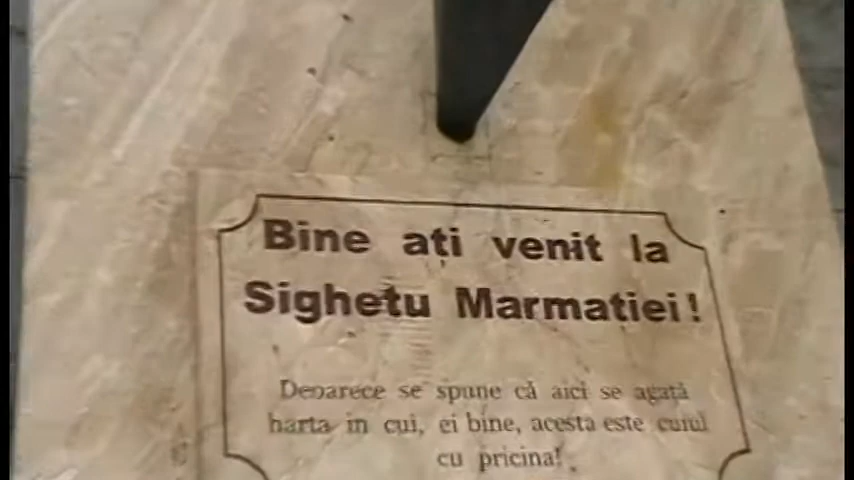 Bine ați venit la
Sighetu Marmatiei!
Deoarece se spune că aici se agață
harta in cui, ei bine, acesta este cuiul
cu pricina!